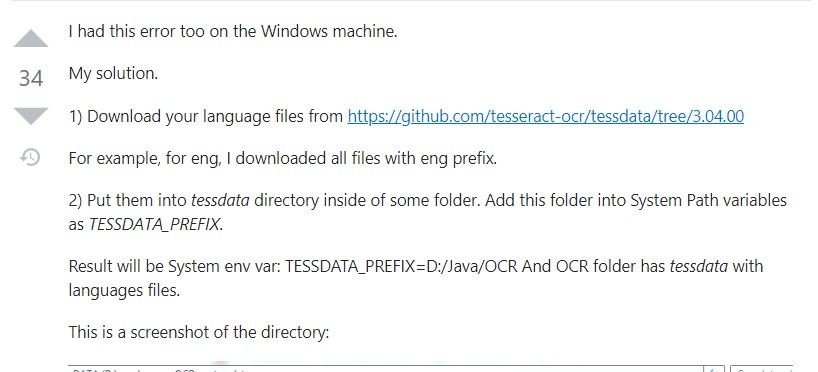 I had this error too on the Windows machine.
34
My solution.
1) Download your language files from https://github.com/tesseract-ocr/tessdata/tree/3.04.00
For example, for eng, I downloaded all files with eng prefix.
2) Put them into tessdata directory inside of some folder. Add this folder into System Path variables
as TESSDATA_PREFIX.
Result will be System env var: TESSDATA_PREFIX=D:/Java/OCR And OCR folder has tessdata with
languages files.
This is a screenshot of the directory: